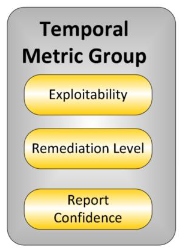 Temporal
Metric Group
Exploitability
Remediation Level
Report
Confidence